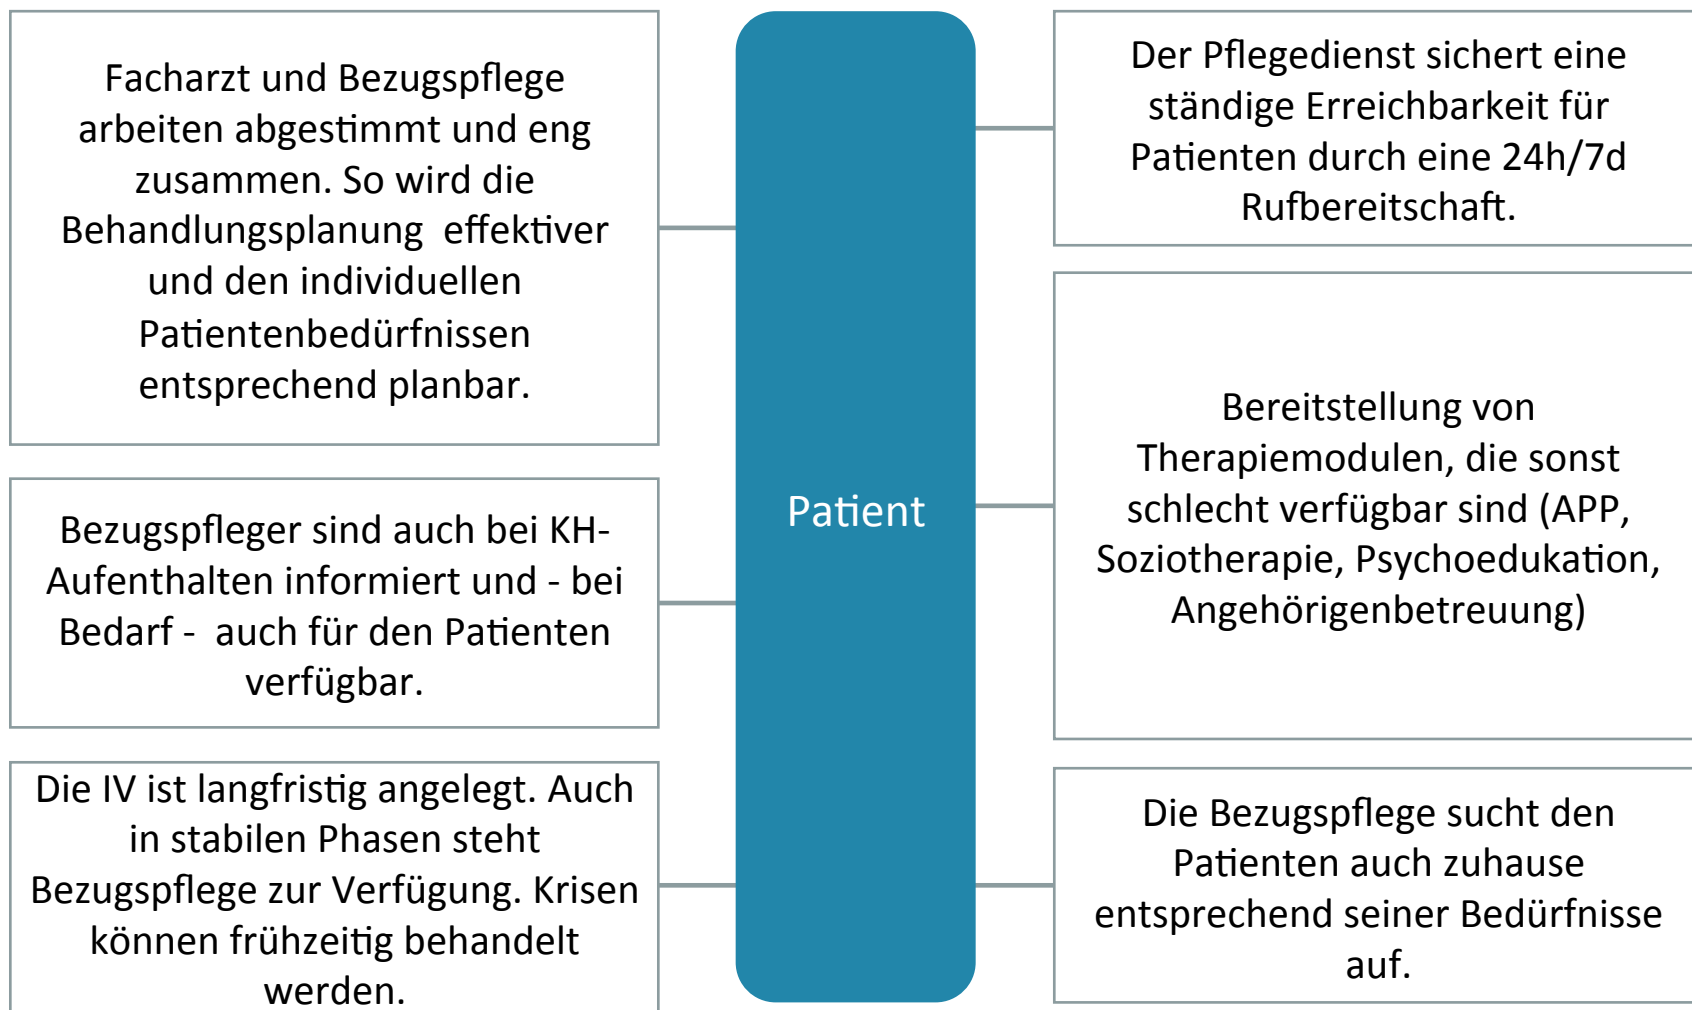 Facharzt und Bezugspflege
arbeiten abgestimmt und eng
zusammen. So wird die
Behandlungsplanung  effektiver
und den individuellen
Patientenbedürfnissen
entsprechend planbar.
Bezugspfleger sind auch bei KH-
Aufenthalten informiert und - bei
Bedarf -  auch für den Patienten
verfügbar.
Die IV ist langfristig angelegt. Auch
in stabilen Phasen steht
Bezugspflege zur Verfügung. Krisen
können frühzeitig behandelt
werden.
Patient
Der Pflegedienst sichert eine
ständige Erreichbarkeit für
Patienten durch eine 24h/7d
Rufbereitschaft.
Bereitstellung von
Therapiemodulen, die sonst
schlecht verfügbar sind (APP,
Soziotherapie, Psychoedukation,
Angehörigenbetreuung)
Die Bezugspflege sucht den
Patienten auch zuhause
entsprechend seiner Bedürfnisse
auf.